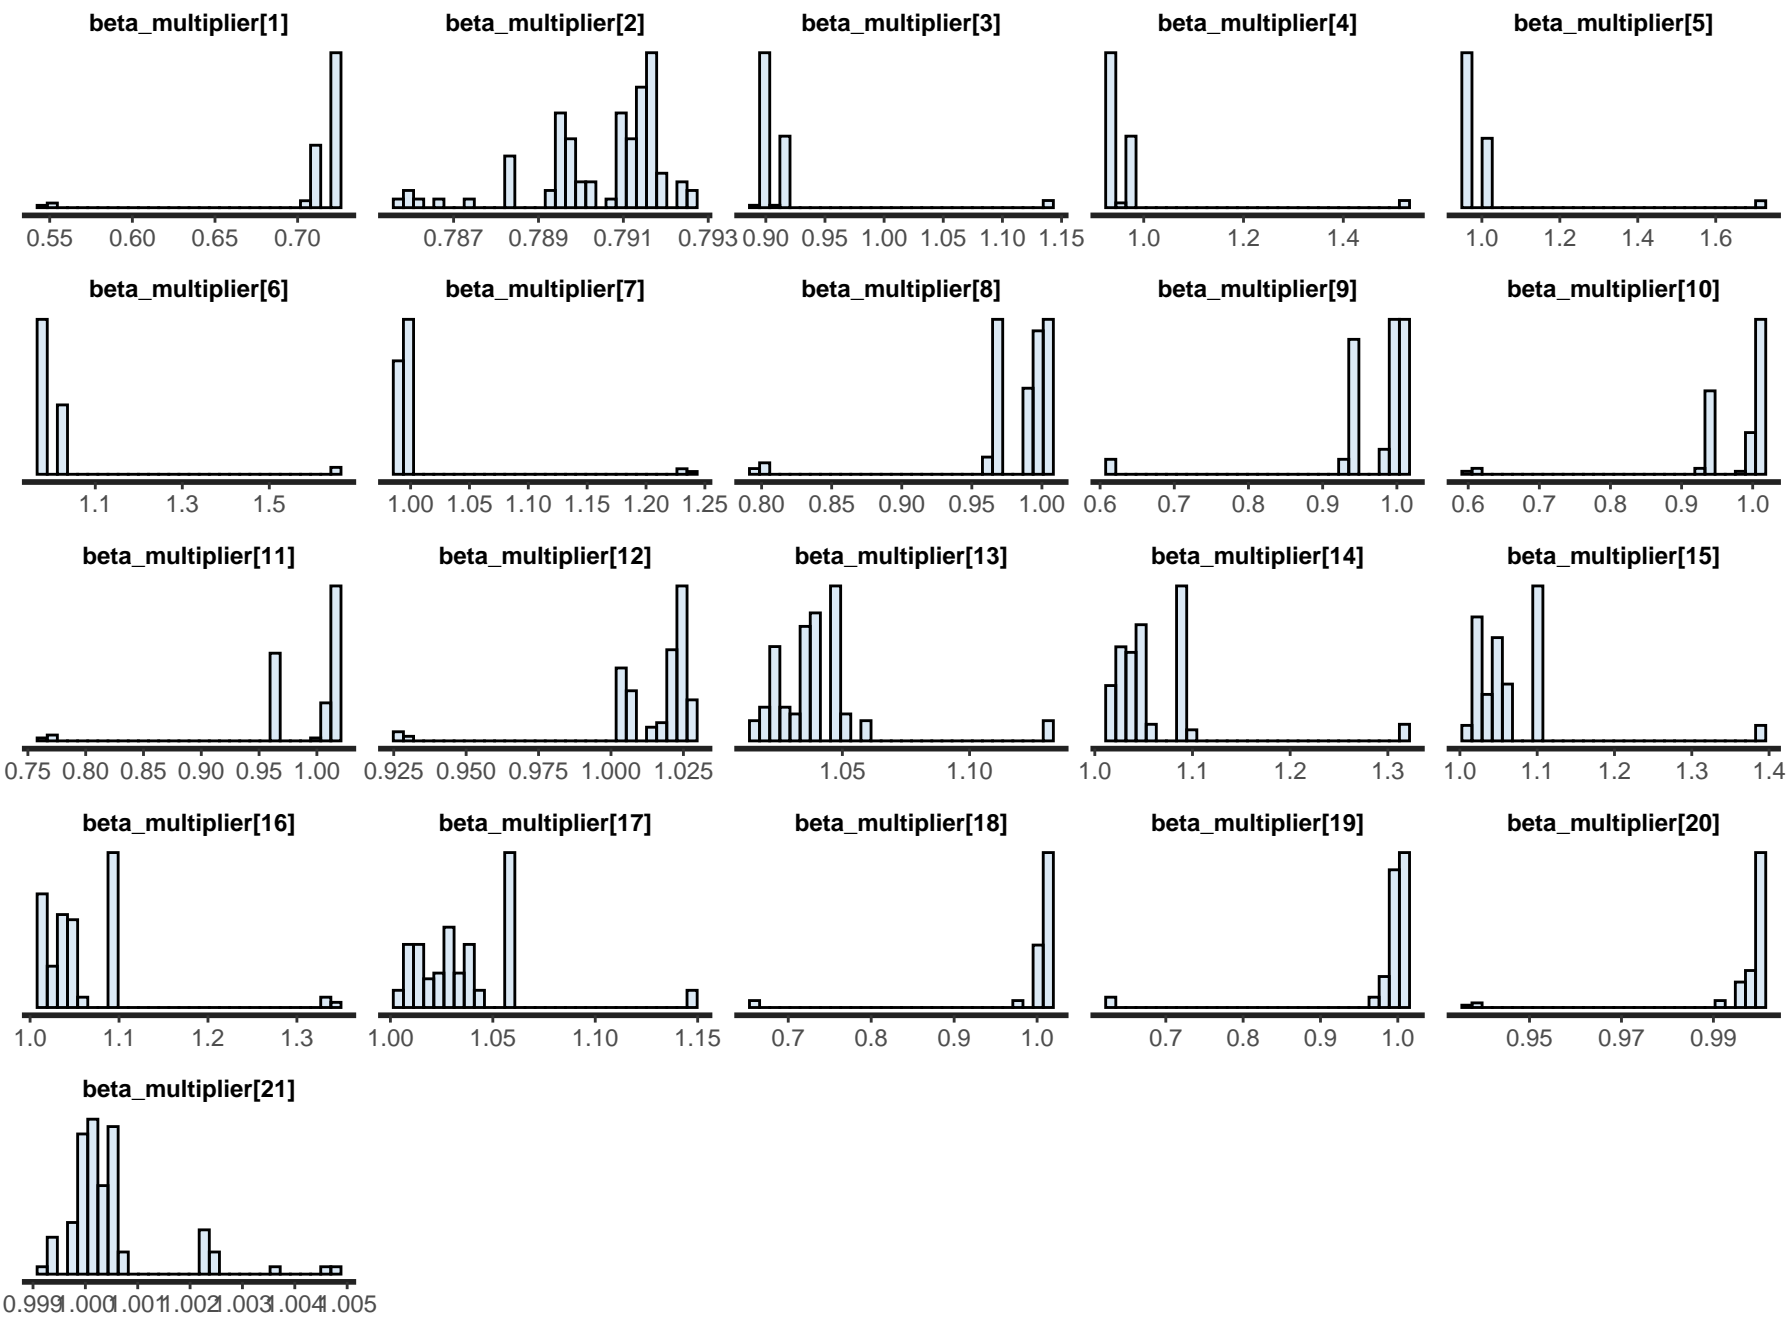 beta_multiplier[1] beta_multiplier[2] beta_multiplier[3] beta_multiplier[4] beta_multiplier[5]
0.55 0.60 0.65 0.70 0.787 0.789 0.791 0.793 0.90 0.95 1.00 1.05 1.10 1.15 1.0 1.2 1.4 1.0 1.2 1.4 1.6
beta_multiplier[6] beta_multiplier[7] beta_multiplier[8] beta_multiplier[9] beta_multiplier[10]
1.1 1.3 1.5 1.00 1.05 1.10 1.15 1.20 1.25 0.80 0.85 0.90 0.95 1.00 0.6 0.7 0.8 0.9 1.0 0.6 0.7 0.8 0.9 1.0
beta_multiplier[11] beta_multiplier[12] beta_multiplier[13] beta_multiplier[14] beta_multiplier[15]
0.75 0.80 0.85 0.90 0.95 1.00 0.925 0.950 0.975 1.000 1.025 1.05 1.10 1.0 1.1 1.2 1.3 1.0 1.1 1.2 1.3 1.4
beta_multiplier[16] beta_multiplier[17] beta_multiplier[18] beta_multiplier[19] beta_multiplier[20]
1.0 1.1 1.2 1.3 1.00 1.05 1.10 1.15 0.7 0.8 0.9 1.0 0.7 0.8 0.9 1.0 0.95 0.97 0.99
beta_multiplier[21]
0.999 1.000 1.001 1.002 1.003 1.004 1.005